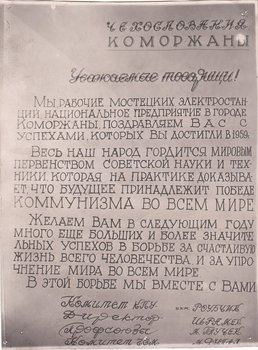 ЧЕХОСЛОВАКИЯ
КОМОРЖАНЫ
Уважаемые товарищи!
МЫ РАБОЧИЕ МОСТЕЦКИХ ЭЛЕКТРОСТАН
ЦИЙ, НАЦИОНАЛЬНОЕ ПРЕДПРИЯТИЕ В ГОРОДЕ
КОМОРЖАНЫ, ПОЗДРАВЛЯЕМ ВАС С
УСПЕХАМИ, КОТОРЫХ ВЫ ДОСТИГЛИ В 1959.
ВЕСЬ НАШ НАРОД ГОРДИТСЯ МИРОВЫМ
ПЕРВЕНСТВОМ СОВЕТСКОЙ НАУКИ И ТЕХ-
НИКИ КОТОРАЯ НА ПРАКТИКЕ ДОКАЗЫВА-
ЕТ, ЧТО БУДУЩЕЕ ПРИНАДЛЕЖИТ ПОБЕДЕ
КОММУНИЗМА ВО ВСЕМ МИРЕ
ЖЕЛАЕМ ВАМ В СЛЕДУЮЩИМ ГОДУ
МНОГО ЕЩЕ БОЛЬШИХ И БОЛЕЕ ЗНАЧИТЕ-
ЛЬНЫХ УСПЕХОВ В БОРЬБЕ ЗА СЧАСТЛИВУЮ
ЖИЗНЬ ВСЕГО ЧЕЛОВЕЧЕСТВА И ЗА УПРО
ЧНЕНИЕ МИРА ВО ВСЕМ МИРЕ.
В ЭТОЙ БОРЬБЕ МЫ ВМЕСТЕ С ВАМИ
Комитет КПЧ
Директор
Профсоюзы
Комитет